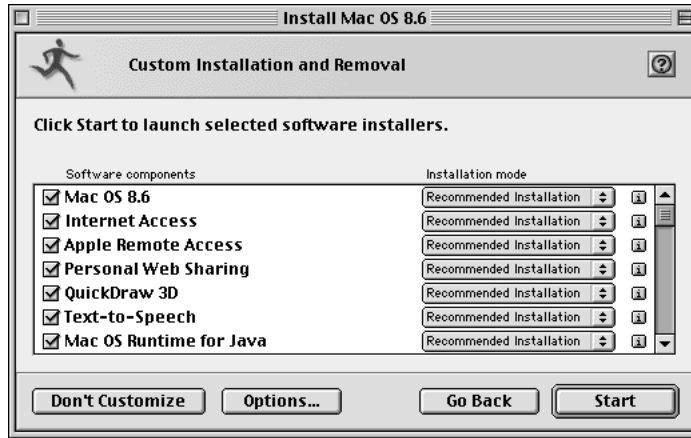 Install Mac OS 8.6
Custom Installation and Removal
?
Click Start to launch selected software installers.
Software components Installation mode
Mac OS 8.6 Recommended Installation i
Internet Access Recommended Installation i
Apple Remote Access Recommended Installation i
Personal Web Sharing Recommended Installation i
QuickDraw 3D Recommended Installation i
Text-to-Speech Recommended Installation i
Mac OS Runtime for Java Recommended Installation i
Don't Customize Options... Go Back Start